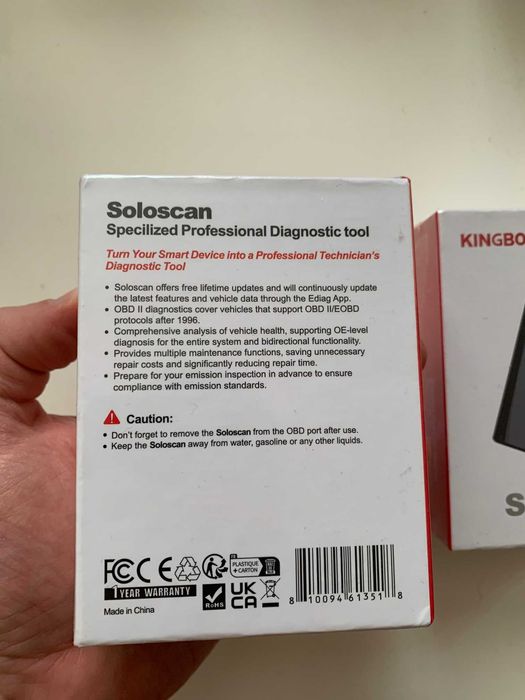 Soloscan
Specilized Professional Diagnostic tool
Turn Your Smart Device into a Professional Technician's
Diagnostic Tool
• Soloscan offers free lifetime updates and will continuously update
the latest features and vehicle data through the Ediag App.
• OBD II diagnostics cover vehicles that support OBD II/EOBD
protocols after 1996.
• Comprehensive analysis of vehicle health, supporting OE-level
diagnosis for the entire system and bidirectional functionality.
• Provides multiple maintenance functions, saving unnecessary
repair costs and significantly reducing repair time.
• Prepare for your emission inspection in advance to ensure
compliance with emission standards.
Caution:
• Don't forget to remove the Soloscan from the OBD port after use.
• Keep the Soloscan away from water, gasoline or any other liquids.
FC CE
PLASTIQUE
+ CARTON
1 YEAR WARRANTY
RoHS
UK
CA
8 10094 61351 8
Made in China
KINGBO
S